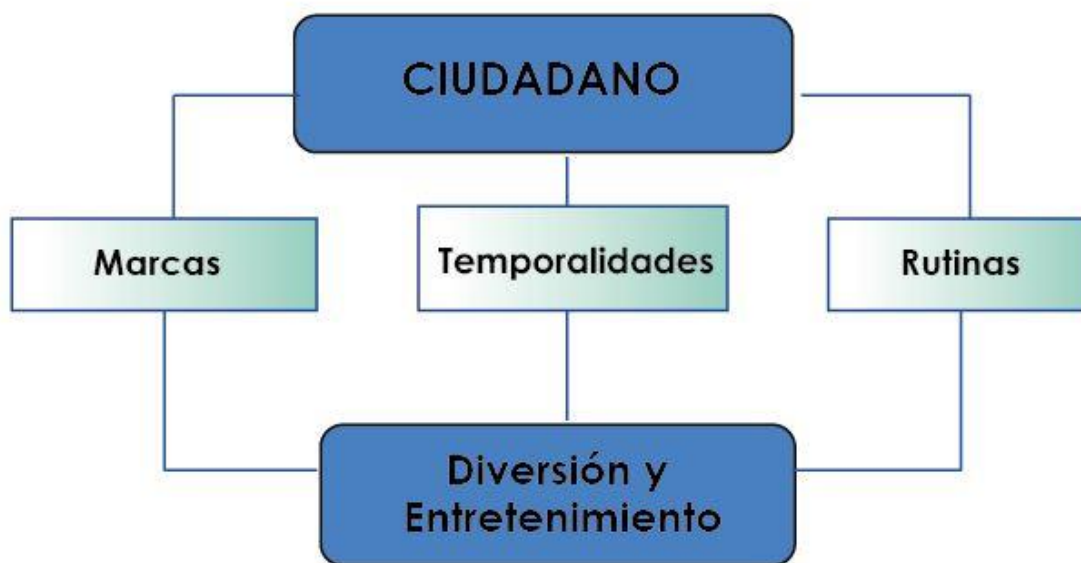 CIUDADANO
Marcas
Temporalidades
Rutinas
Diversión y
Entretenimiento